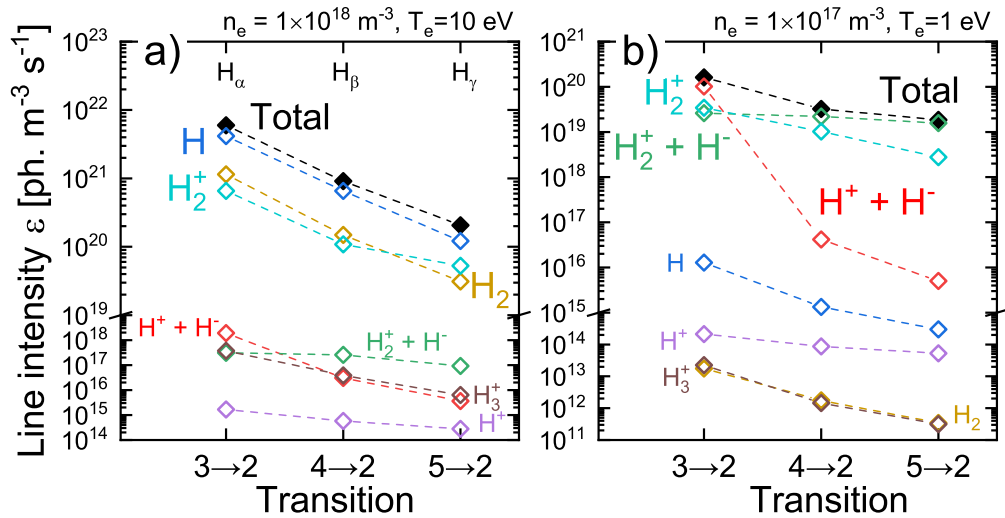 n_e = 1×10^18 m^-3, T_e=10 eV
n_e = 1×10^17 m^-3, T_e=1 eV
Line intensity ε [ph. m^-3 s^-1]
a)
H_α
H_β
H_γ
10^23
10^22
10^21
10^20
10^19
10^18
10^17
10^16
10^15
10^14
Total
H
H_2^+
H_2
H^+ + H^-
H_2^+ + H^-
H_3^+
H^+
3→2
4→2
5→2
Transition
b)
10^21
10^20
10^19
10^18
10^17
10^16
10^15
10^14
10^13
10^12
10^11
H_2^+
Total
H_2^+ + H^-
H^+ + H^-
H
H^+
H_3^+
H_2
3→2
4→2
5→2
Transition